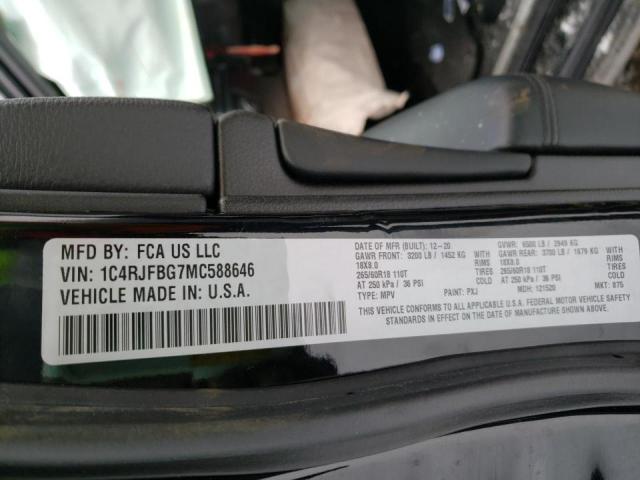 MFD BY: FCA US LLC
VIN: 1C4RJFBG7MC588646
VEHICLE MADE IN: U.S.A.
DATE OF MFR (BUILT): 12-20 GVWR: 6500 LB / 2949 KG
GAWR FRONT: 3200 LB / 1452 KG WITH GAWR REAR: 3700 LB / 1679 KG WITH
18X8.0 RIMS 18X8.0 RIMS
265/60R18 110T TIRES 265/60R18 110T TIRES
AT 250 kPa / 36 PSI COLD AT 250 kPa / 36 PSI COLD
TYPE: MPV PAINT: PXJ MDH: 121520 MKT: 875
THIS VEHICLE CONFORMS TO ALL APPLICABLE U.S.A. FEDERAL MOTOR VEHICLE SAFETY
STANDARDS IN EFFECT ON THE DATE OF MANUFACTURE SHOWN ABOVE.